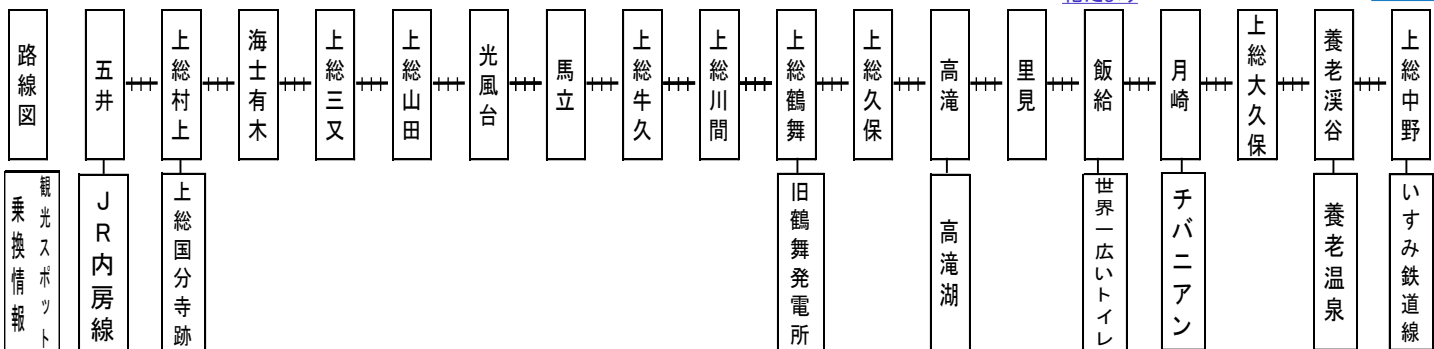 花だより
路線図
五井
上総村上
海士有木
上総三又
上総山田
光風台
馬立
上総牛久
上総川間
上総鶴舞
上総久保
高滝
里見
飯給
月崎
上総大久保
養老渓谷
上総中野
観光スポット
乗換情報
JR内房線
上総国分寺跡
旧鶴舞発電所
高滝湖
世界一広いトイレ
チバニアン
養老温泉
いすみ鉄道線